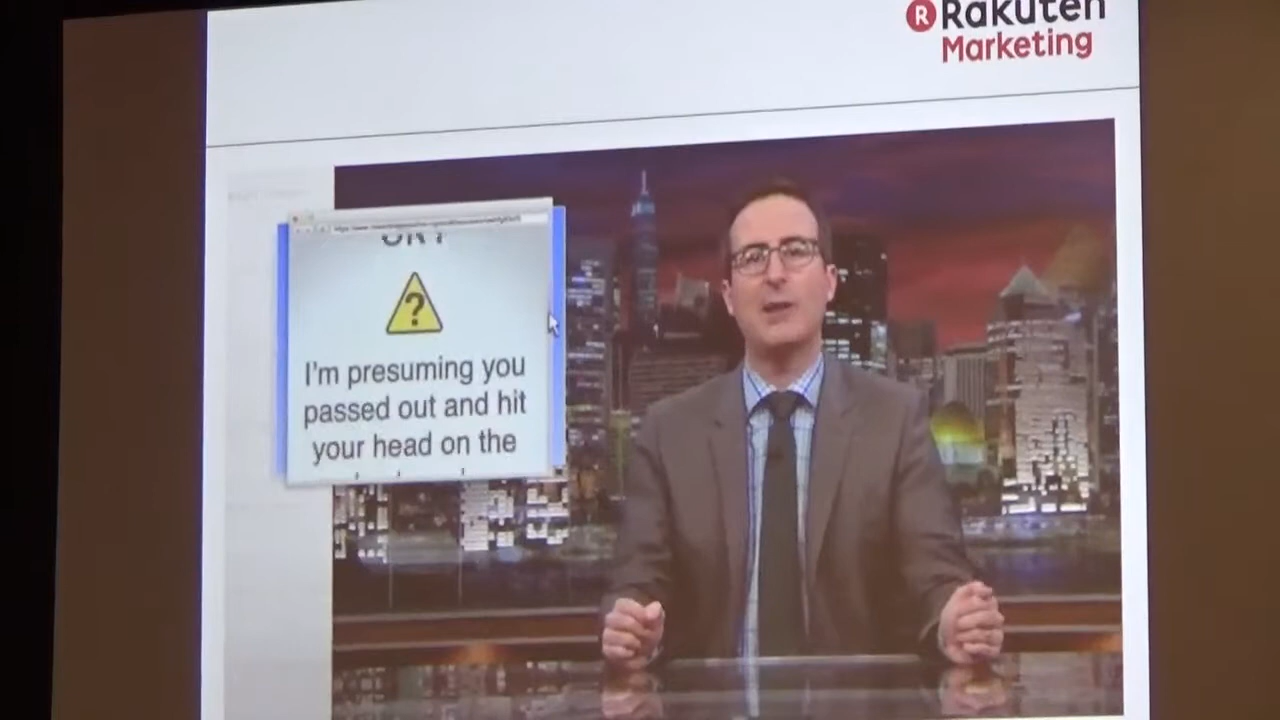 Rakuten
Marketing
I'm presuming you
passed out and hit
your head on the